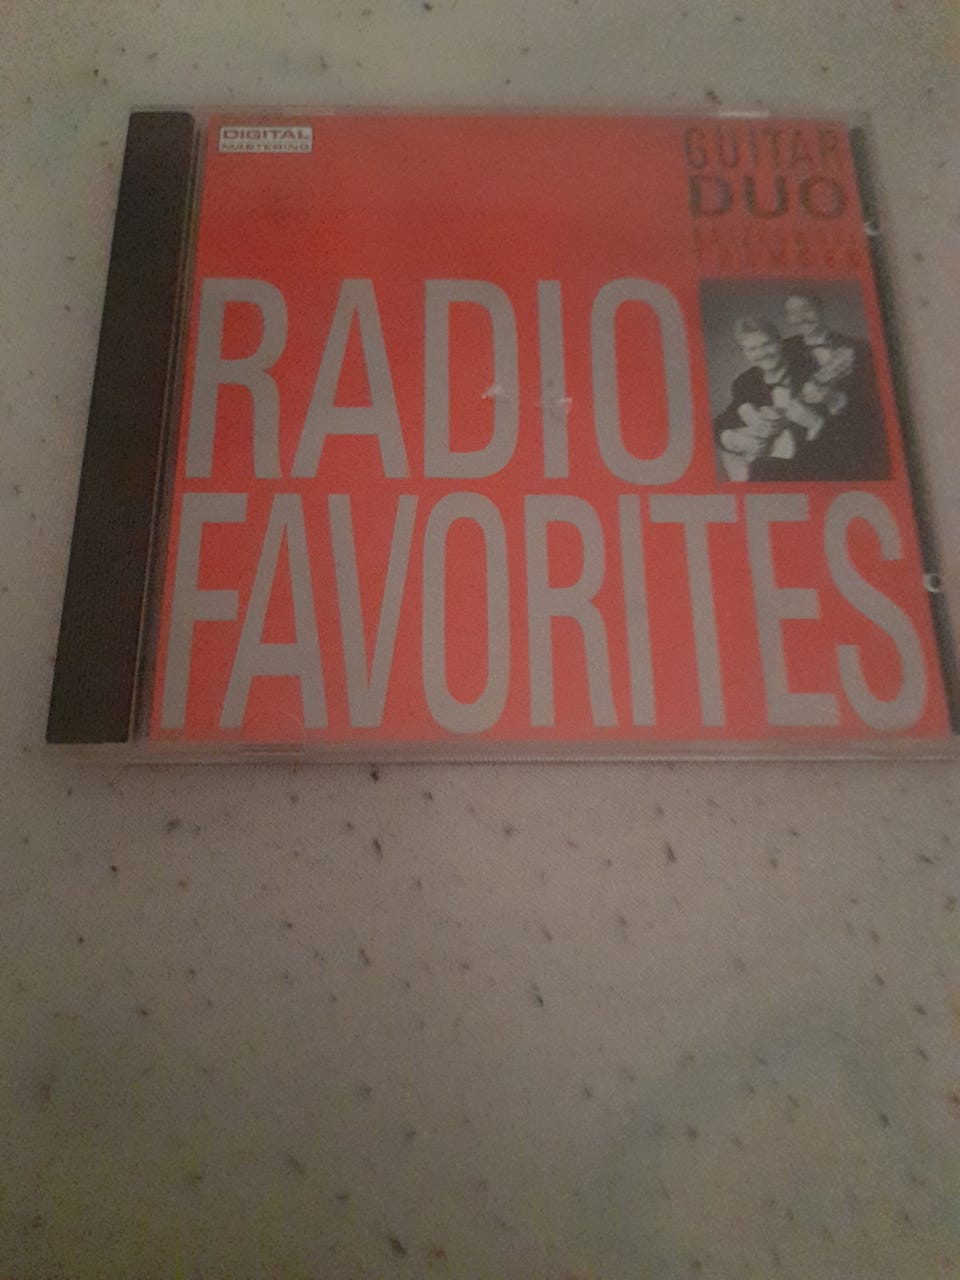 DIGITAL
MASTERING
GUITAR
DUO
RADIO
FAVORITES